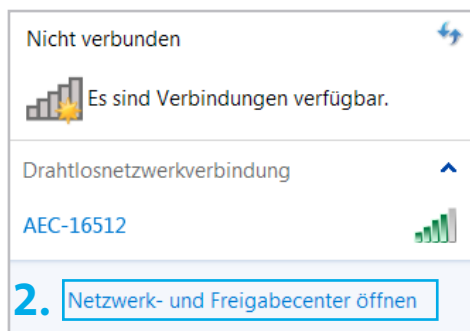 Nicht verbunden
Es sind Verbindungen verfügbar.
Drahtlosnetzwerkverbindung
AEC-16512
2. Netzwerk- und Freigabecenter öffnen